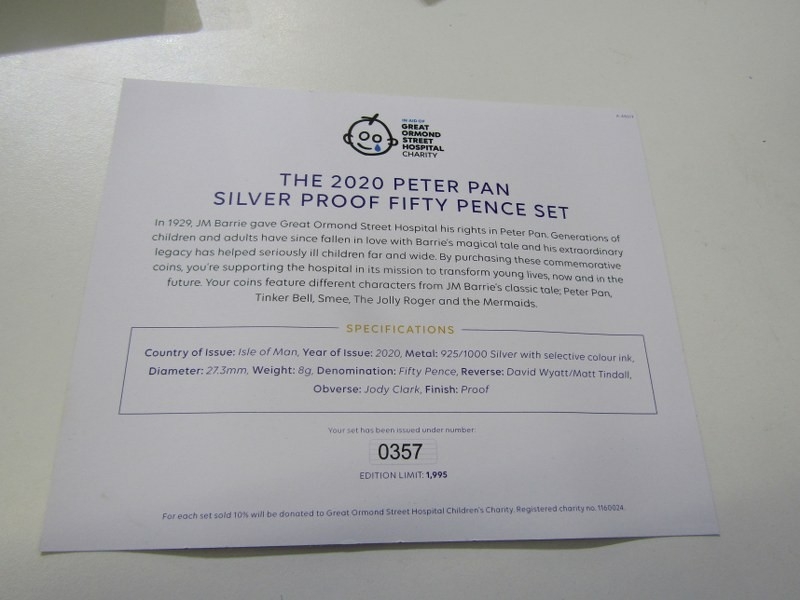 IN AID OF
GREAT
ORMOND
STREET
HOSPITAL
CHARITY
THE 2020 PETER PAN
SILVER PROOF FIFTY PENCE SET
In 1929, JM Barrie gave Great Ormond Street Hospital his rights in Peter Pan. Generations of
children and adults have since fallen in love with Barrie's magical tale and his extraordinary
legacy has helped seriously ill children far and wide. By purchasing these commemorative
coins, you're supporting the hospital in its mission to transform young lives, now and in the
future. Your coins feature different characters from JM Barrie's classic tale; Peter Pan,
Tinker Bell, Smee, The Jolly Roger and the Mermaids.
SPECIFICATIONS
Country of Issue: Isle of Man, Year of Issue: 2020, Metal: 925/1000 Silver with selective colour ink,
Diameter: 27.3mm, Weight: 8g, Denomination: Fifty Pence, Reverse: David Wyatt/Matt Tindall,
Obverse: Jody Clark, Finish: Proof
Your set has been issued under number:
0357
EDITION LIMIT: 1,995
For each set sold 10% will be donated to Great Ormond Street Hospital Children's Charity. Registered charity no. 1160024.